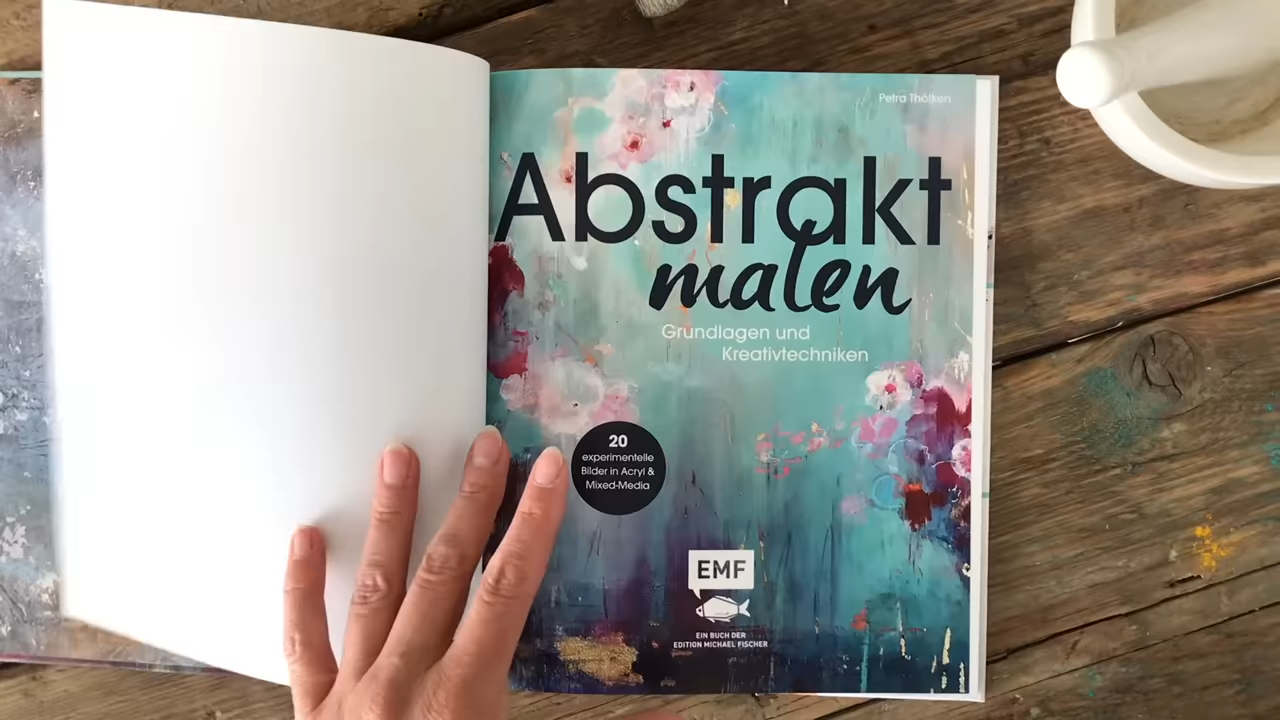 Petra Thölken
Abstrakt
malen
Grundlagen und
Kreativtechniken
20
experimentelle
Bilder in Acryl &
Mixed-Media
EMF
EIN BUCH DER
EDITION MICHAEL FISCHER